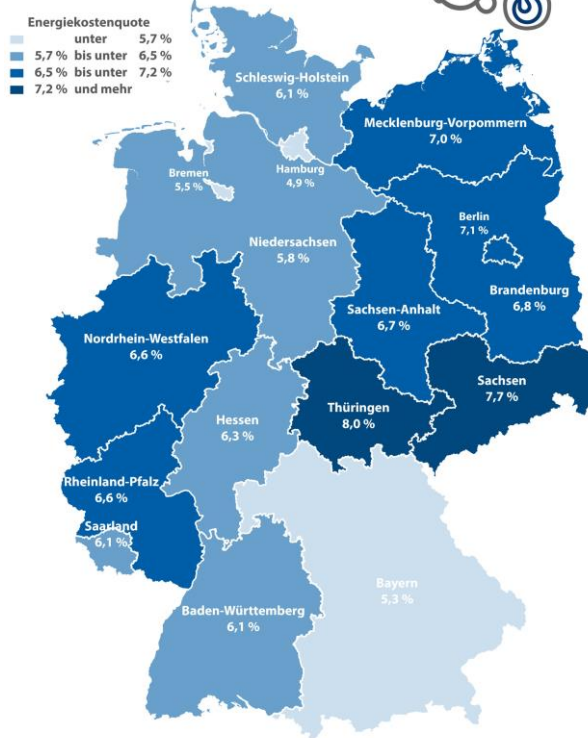 Energiekostenquote
unter 5,7 %
5,7 % bis unter 6,5 %
6,5 % bis unter 7,2 %
7,2 % und mehr
Schleswig-Holstein
6,1 %
Mecklenburg-Vorpommern
7,0 %
Hamburg
4,9 %
Bremen
5,5 %
Berlin
7,1 %
Niedersachsen
5,8 %
Brandenburg
6,8 %
Sachsen-Anhalt
6,7 %
Nordrhein-Westfalen
6,6 %
Sachsen
7,7 %
Thüringen
8,0 %
Hessen
6,3 %
Rheinland-Pfalz
6,6 %
Saarland
6,1 %
Bayern
5,3 %
Baden-Württemberg
6,1 %